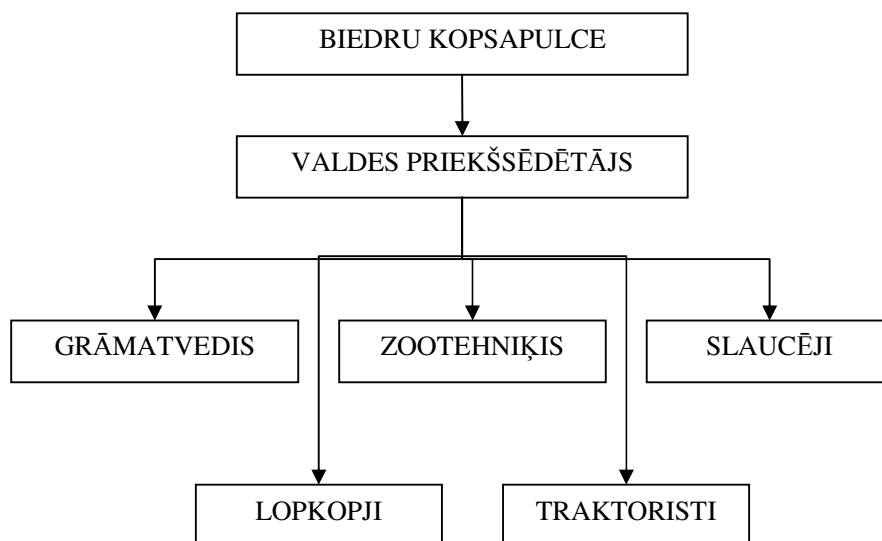 BIEDRU KOPSAPULCE
VALDES PRIEKŠSĒDĒTĀJS
GRĀMATVEDIS
ZOOTEHNIĶIS
SLAUCĒJI
LOPKOPJI
TRAKTORISTI